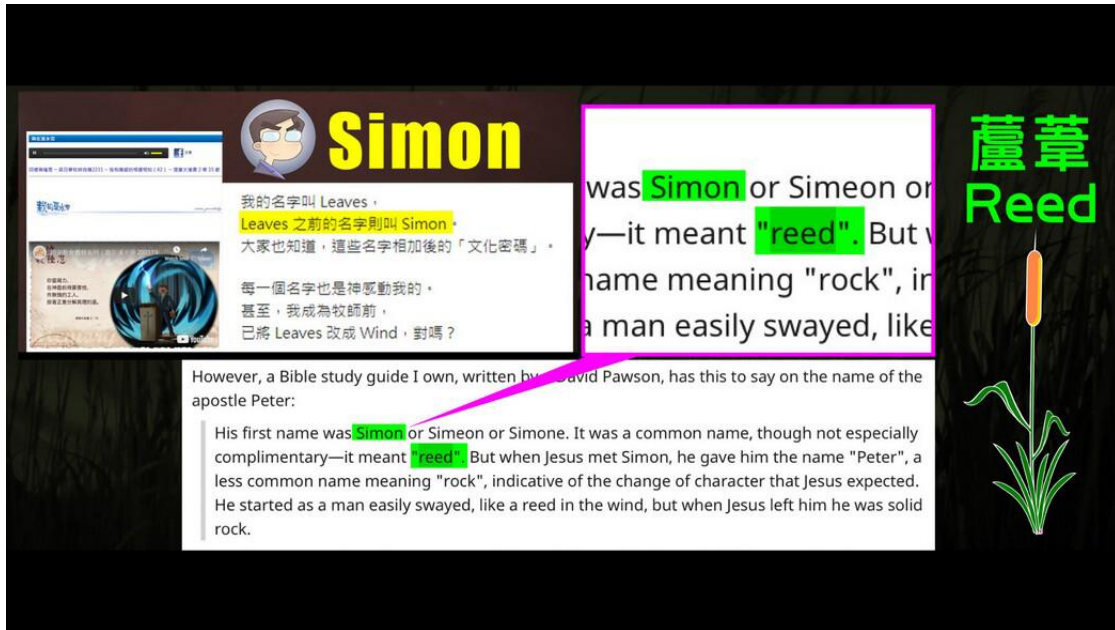 Simon
我的名字叫 Leaves，
Leaves 之前的名字則叫 Simon。
大家也知道，這些名字相加後的「文化密碼」。
每一個名字也是神感動我的。
甚至，我成為牧師前，
已將 Leaves 改成 Wind，對嗎？
YouTube
was Simon or Simeon or
y—it meant "reed". But
name meaning "rock", in
a man easily swayed, like
蘆葦
Reed
However, a Bible study guide I own, written by David Pawson, has this to say on the name of the
apostle Peter:
His first name was Simon or Simeon or Simone. It was a common name, though not especially
complimentary—it meant "reed". But when Jesus met Simon, he gave him the name "Peter", a
less common name meaning "rock", indicative of the change of character that Jesus expected.
He started as a man easily swayed, like a reed in the wind, but when Jesus left him he was solid
rock.